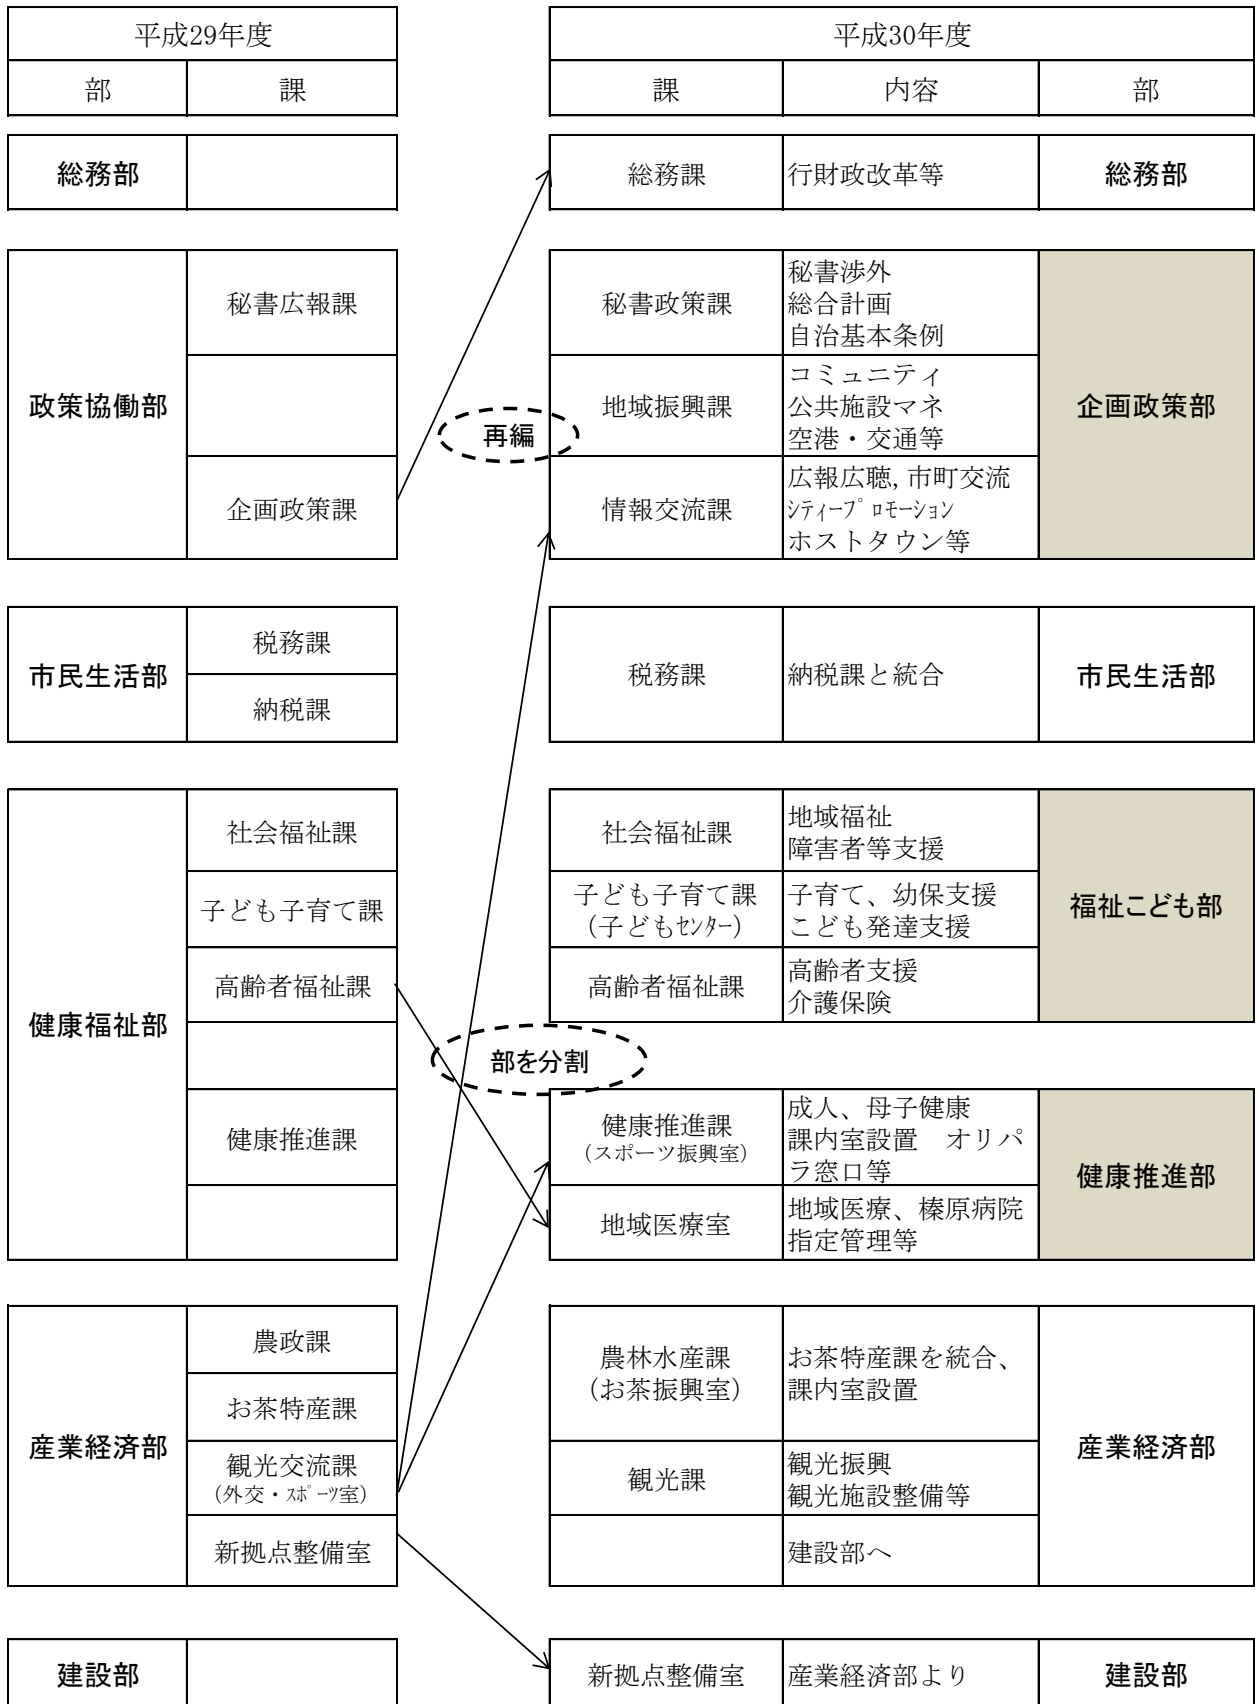 平成29年度
平成30年度
部
課
課
内容
部
総務部
総務課
行財政改革等
総務部
政策協働部
秘書広報課
秘書政策課
秘書渉外
総合計画
自治基本条例
企画政策部
地域振興課
コミュニティ
公共施設マネ
空港・交通等
再編
企画政策課
情報交流課
広報広聴,市町交流
ｼﾃｨｰﾌﾟﾛﾓｰｼｮﾝ
ホストタウン等
市民生活部
税務課
納税課
税務課
納税課と統合
市民生活部
健康福祉部
社会福祉課
社会福祉課
地域福祉
障害者等支援
福祉こども部
子ども子育て課
子ども子育て課
(子どもｾﾝﾀｰ)
子育て、幼保支援
こども発達支援
高齢者福祉課
高齢者福祉課
高齢者支援
介護保険
部を分割
健康推進課
健康推進課
(スポーツ振興室)
成人、母子健康
課内室設置　オリパ
ラ窓口等
健康推進部
地域医療室
地域医療、榛原病院
指定管理等
産業経済部
農政課
お茶特産課
農林水産課
(お茶振興室)
お茶特産課を統合、
課内室設置
産業経済部
観光交流課
(外交・ｽﾎﾟｰﾂ室)
観光課
観光振興
観光施設整備等
新拠点整備室
建設部へ
建設部
新拠点整備室
産業経済部より
建設部